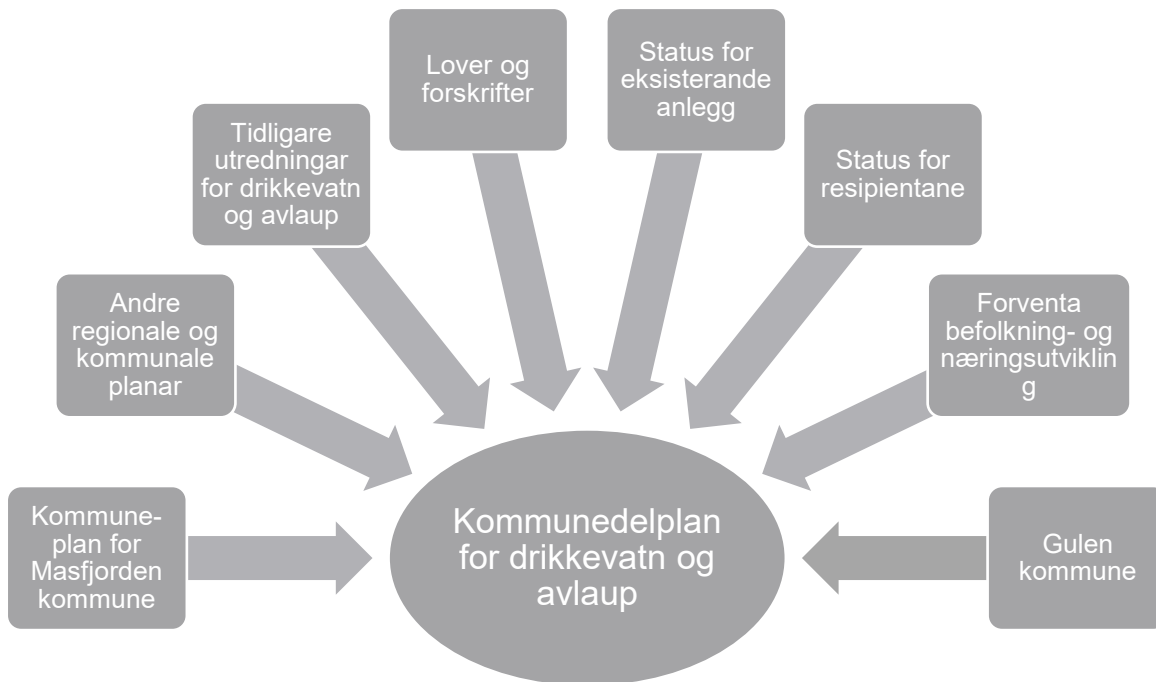 Lover og
forskrifter
Status for
eksisterande
anlegg
Tidligare
utredningar
for drikkevatn
og avlaup
Status for
resipientane
Andre
regionale og
kommunale
planar
Forventa
befolkning- og
næringsutviklin
g
Kommune-
plan for
Masfjorden
kommune
Kommunedelplan
for drikkevatn og
avlaup
Gulen
kommune